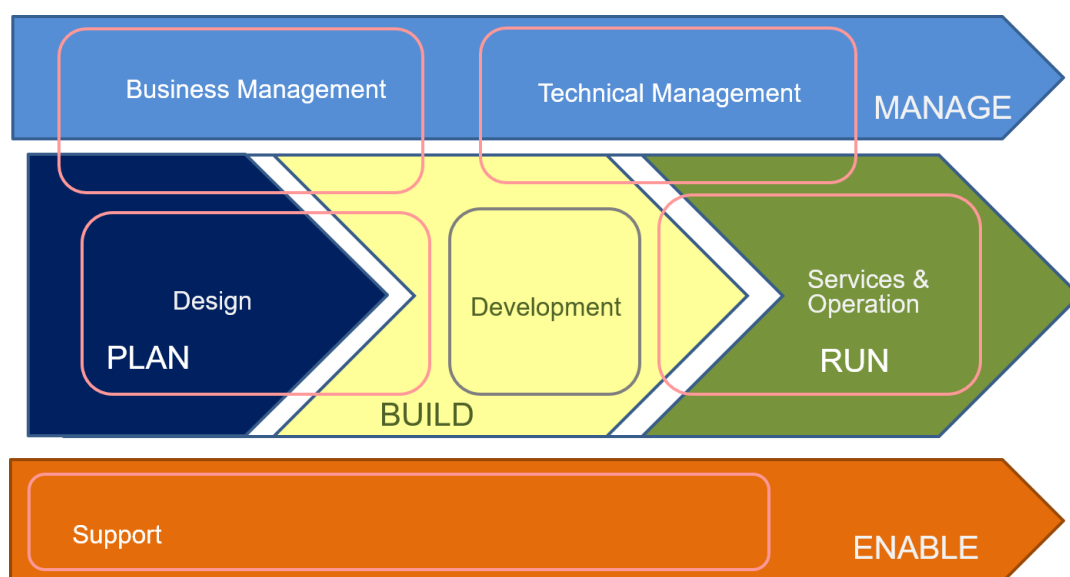 Business Management
Technical Management
MANAGE
Design
PLAN
Development
BUILD
Services &
Operation
RUN
Support
ENABLE